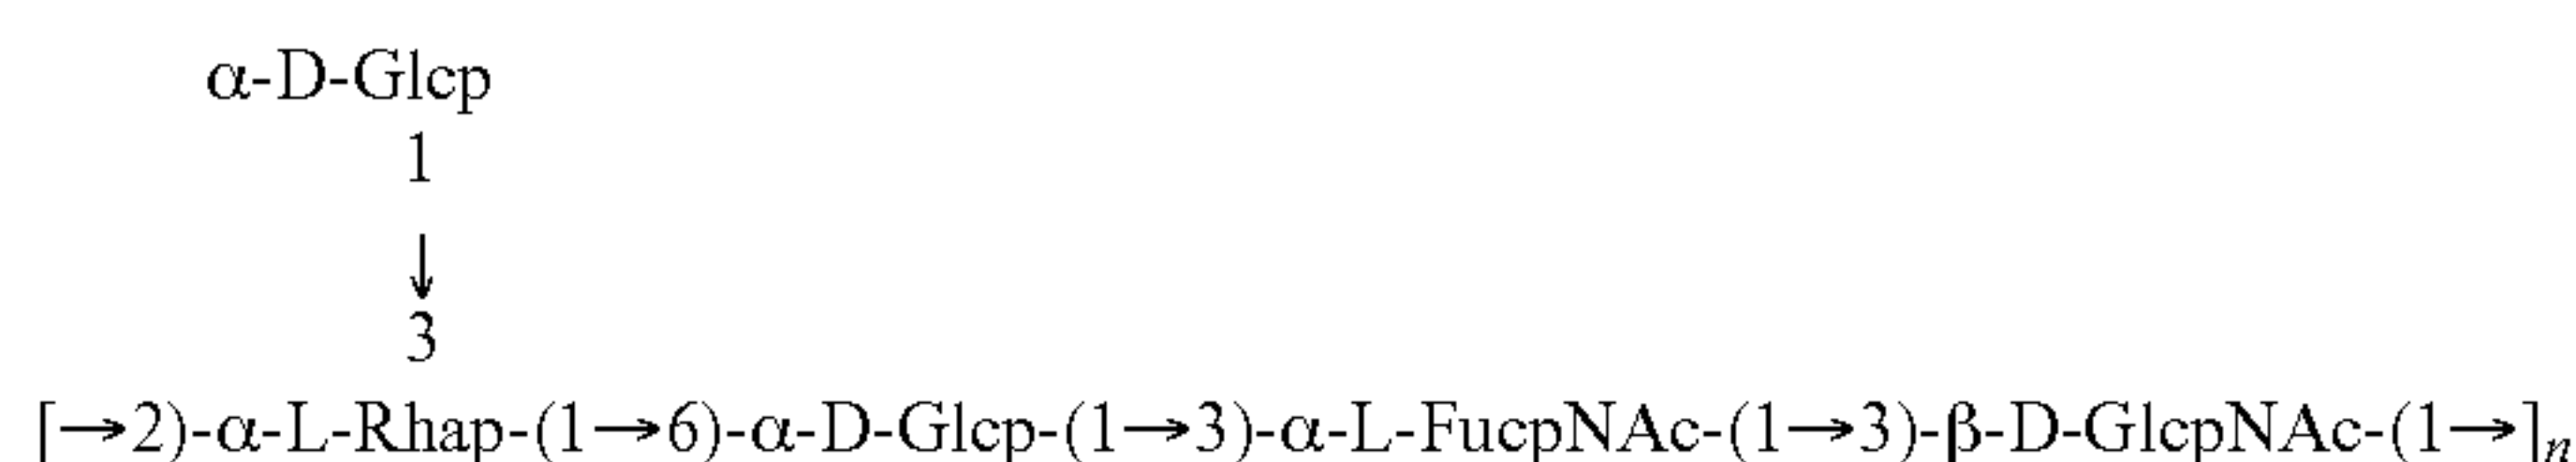 α-D-Glcp
1
↓
3
[→2)-α-L-Rhap-(1→6)-α-D-Glcp-(1→3)-α-L-FucpNAc-(1→3)-β-D-GlcpNAc-(1→]n